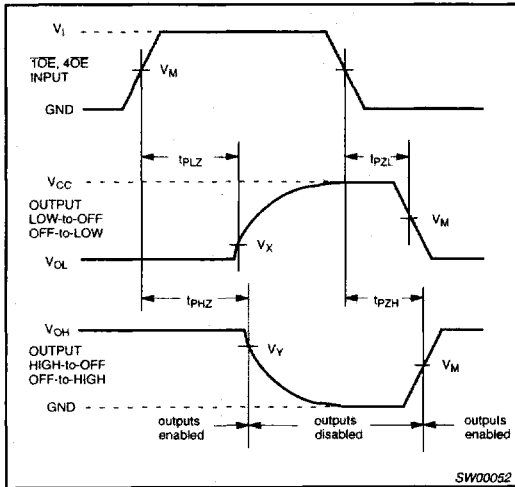 VI
1OE, 4OE
INPUT
VM
GND
tPLZ
tPZL
VCC
OUTPUT
LOW-to-OFF
OFF-to-LOW
VM
VX
VOL
tPHZ
tPZH
VOH
OUTPUT
HIGH-to-OFF
OFF-to-HIGH
VY
VM
GND
outputs
enabled
outputs
disabled
outputs
enabled
SW00052